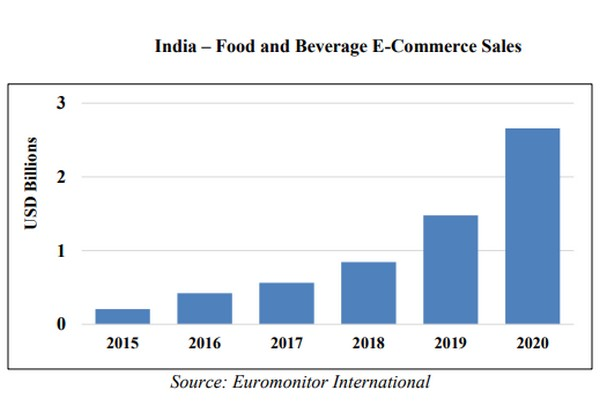 India – Food and Beverage E-Commerce Sales
USD Billions
3
2
1
0
2015 2016 2017 2018 2019 2020
Source: Euromonitor International